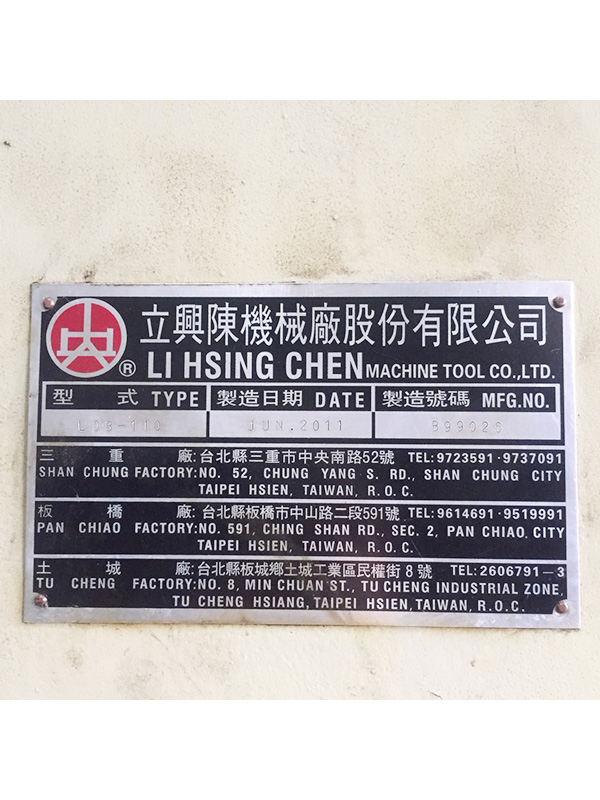 立興陳機械廠股份有限公司
® LI HSING CHEN MACHINE TOOL CO.,LTD.
型 式 TYPE 製造日期 DATE 製造號碼 MFG.NO.
JUN.2011
三 重 廠:台北縣三重市中央南路52號 TEL:9723591・9737091
SHAN CHUNG FACTORY:NO. 52, CHUNG YANG S. RD., SHAN CHUNG CITY
TAIPEI HSIEN, TAIWAN, R.O.C.
板 橋 廠:台北縣板橋市中山路二段591號 TEL:9614691・9519991
PAN CHIAO FACTORY:NO. 591, CHING SHAN RD., SEC. 2, PAN CHIAO CITY
TAIPEI HSIEN, TAIWAN, R.O.C.
土 城 廠:台北縣板城鄉土城工業區民權街8號 TEL:2606791-3
TU CHENG FACTORY:NO. 8, MIN CHUAN ST., TU CHENG INDUSTRIAL ZONE,
TU CHENG HSIANG, TAIPEI HSIEN, TAIWAN, R.O.C.